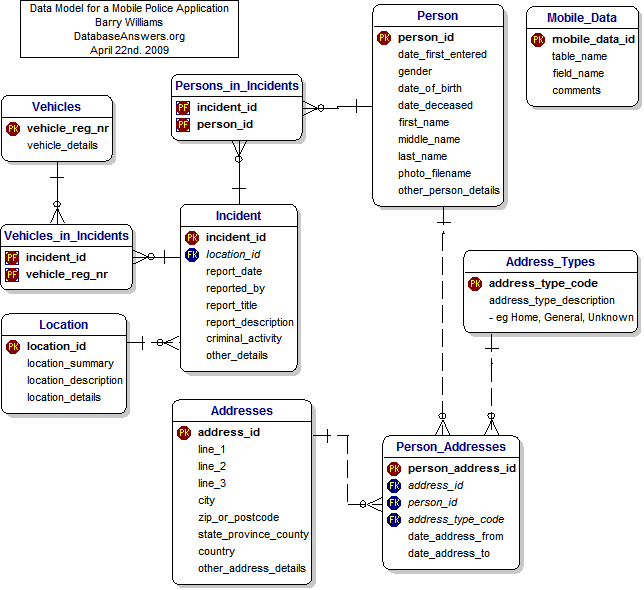 Data Model for a Mobile Police Application
Barry Williams
DatabaseAnswers.org
April 22nd. 2009
Person
PK person_id
date_first_entered
gender
date_of_birth
date_deceased
first_name
middle_name
last_name
photo_filename
other_person_details
Mobile_Data
PK mobile_data_id
table_name
field_name
comments
Persons_in_Incidents
PF incident_id
PF person_id
Vehicles
PK vehicle_reg_nr
vehicle_details
Vehicles_in_Incidents
PF incident_id
PF vehicle_reg_nr
Incident
PK incident_id
FK location_id
report_date
reported_by
report_title
report_description
criminal_activity
other_details
Address_Types
PK address_type_code
address_type_description
- eg Home, General, Unknown
Location
PK location_id
location_summary
location_description
location_details
Addresses
PK address_id
line_1
line_2
line_3
city
zip_or_postcode
state_province_county
country
other_address_details
Person_Addresses
PK person_address_id
FK address_id
FK person_id
FK address_type_code
date_address_from
date_address_to